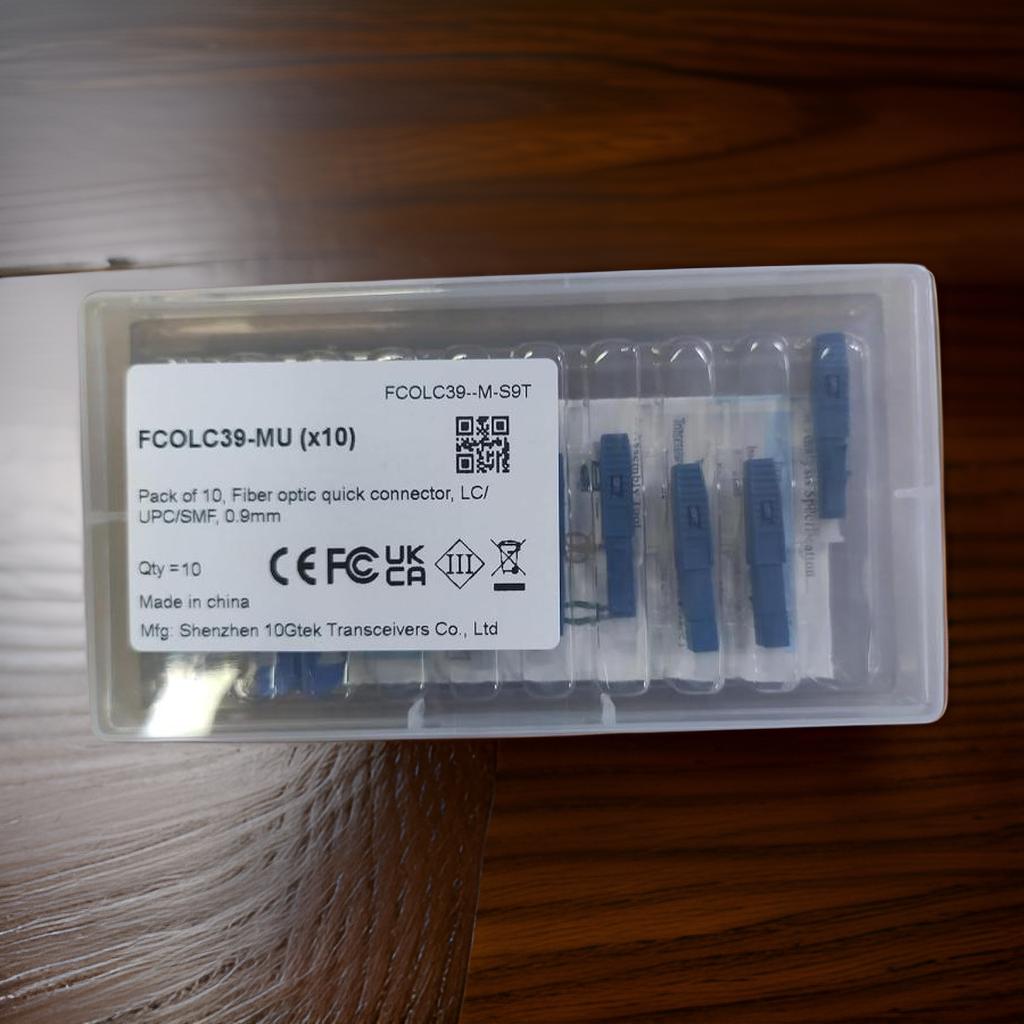 FCOLC39--M-S9T
FCOLC39-MU (x10)
Pack of 10, Fiber optic quick connector, LC/
UPC/SMF, 0.9mm
Qty =10
CE FC UK
CA
III
Made in china
Mfg: Shenzhen 10Gtek Transceivers Co., Ltd